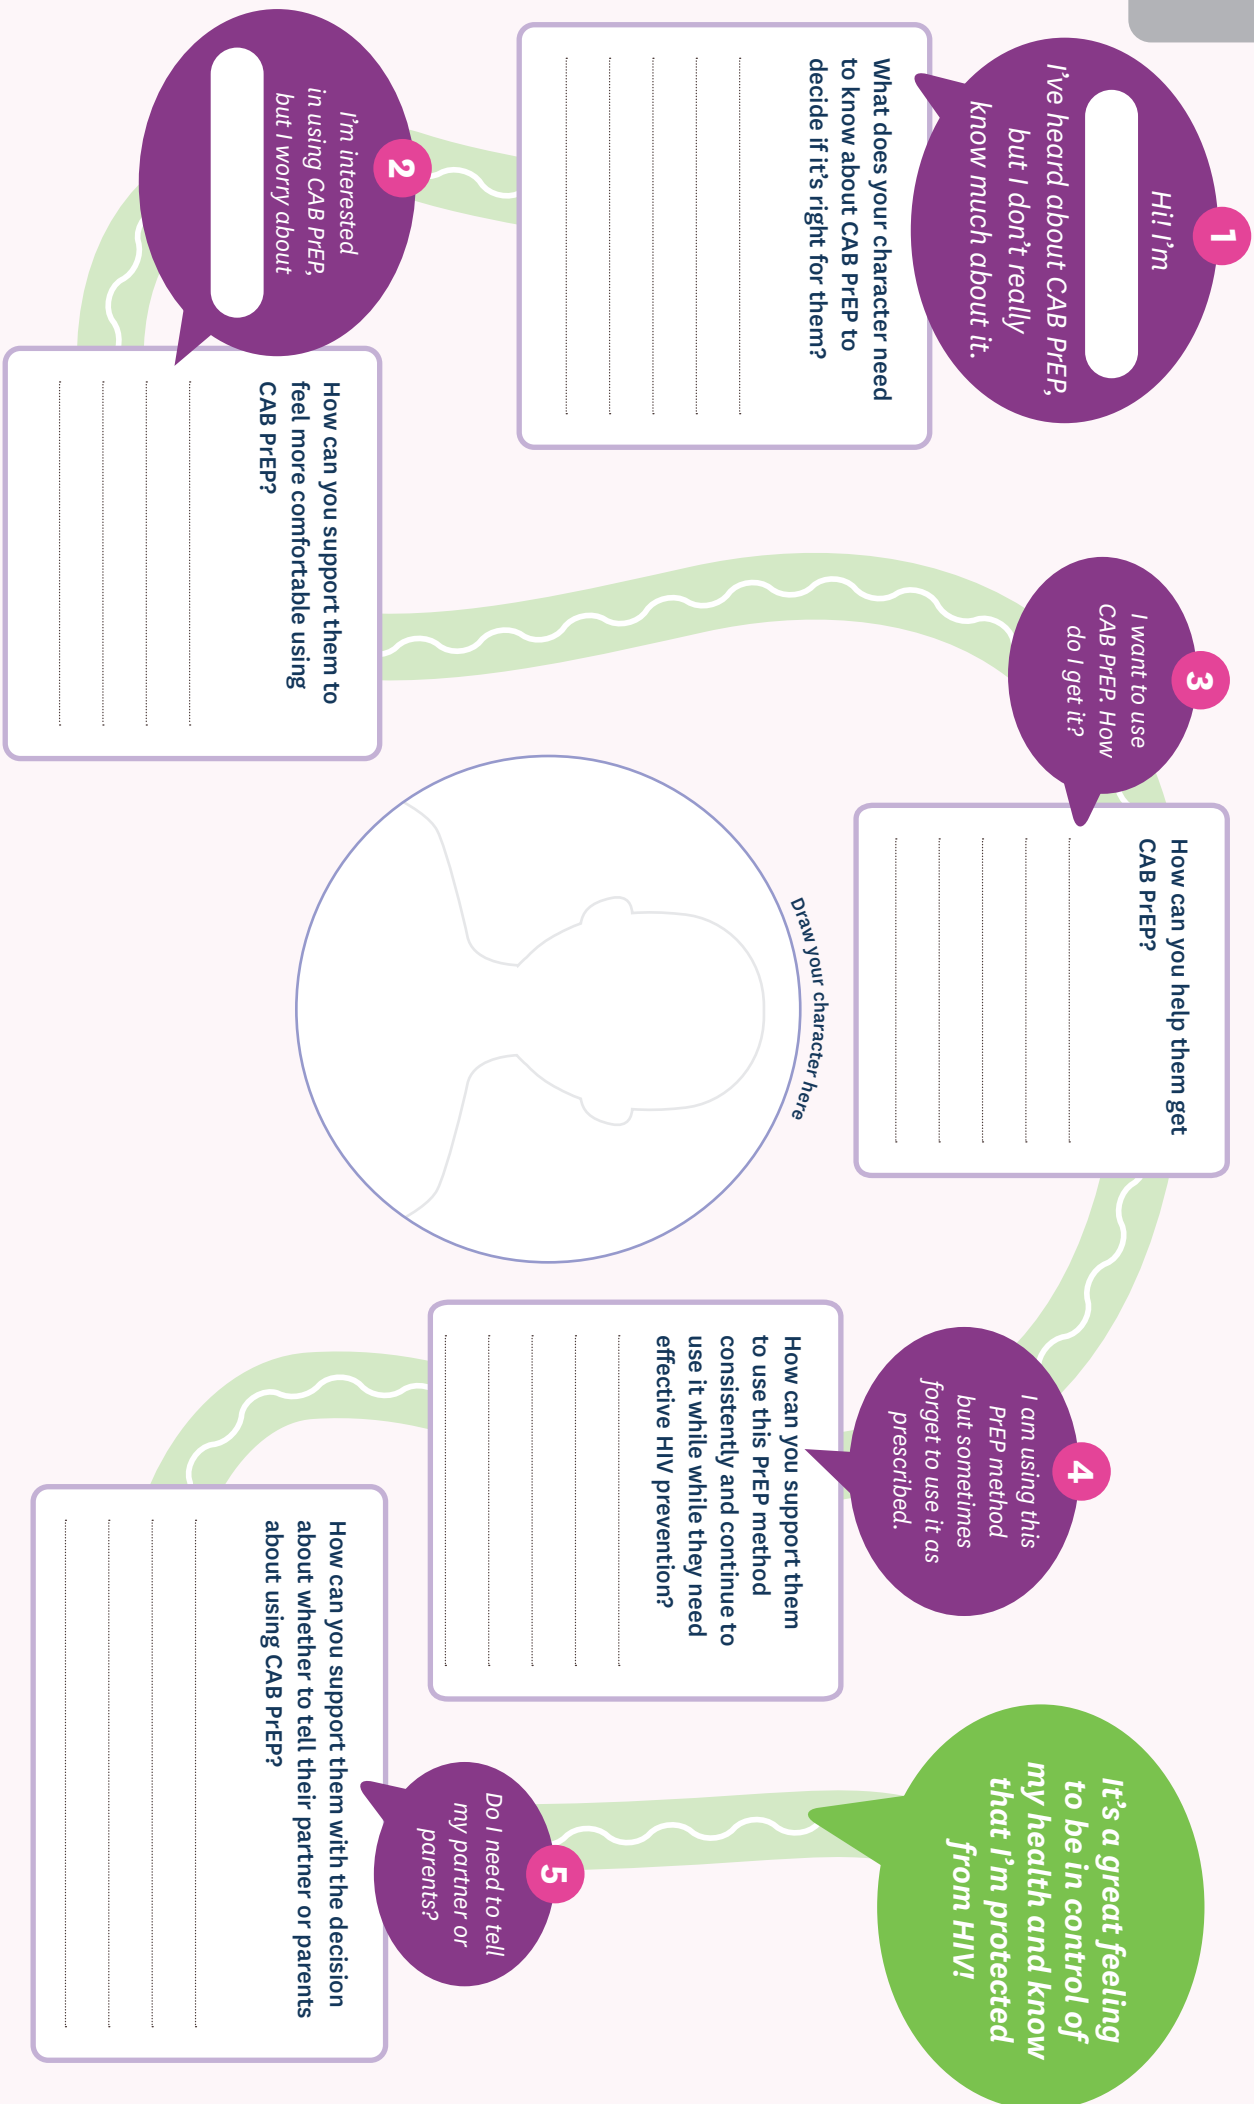 1
Hi! I’m
I’ve heard about CAB PrEP,
but I don’t really
know much about it.
What does your character need
to know about CAB PrEP to
decide if it’s right for them?
2
I’m interested
in using CAB PrEP,
but I worry about
How can you support them to
feel more comfortable using
CAB PrEP?
3
I want to use
CAB PrEP. How
do I get it?
How can you help them get
CAB PrEP?
Draw your character here
4
I am using this
PrEP method
but sometimes
forget to use it as
prescribed.
How can you support them
to use this PrEP method
consistently and continue to
use it while while they need
effective HIV prevention?
5
Do I need to tell
my partner or
parents?
How can you support them with the decision
about whether to tell their partner or parents
about using CAB PrEP?
It’s a great feeling
to be in control of
my health and know
that I’m protected
from HIV!